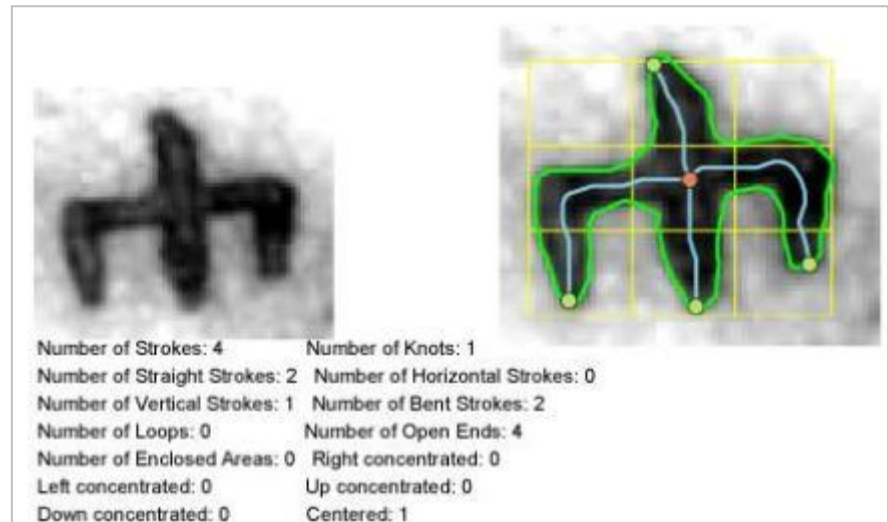 Number of Strokes: 4 Number of Knots: 1
Number of Straight Strokes: 2 Number of Horizontal Strokes: 0
Number of Vertical Strokes: 1 Number of Bent Strokes: 2
Number of Loops: 0 Number of Open Ends: 4
Number of Enclosed Areas: 0 Right concentrated: 0
Left concentrated: 0 Up concentrated: 0
Down concentrated: 0 Centered: 1